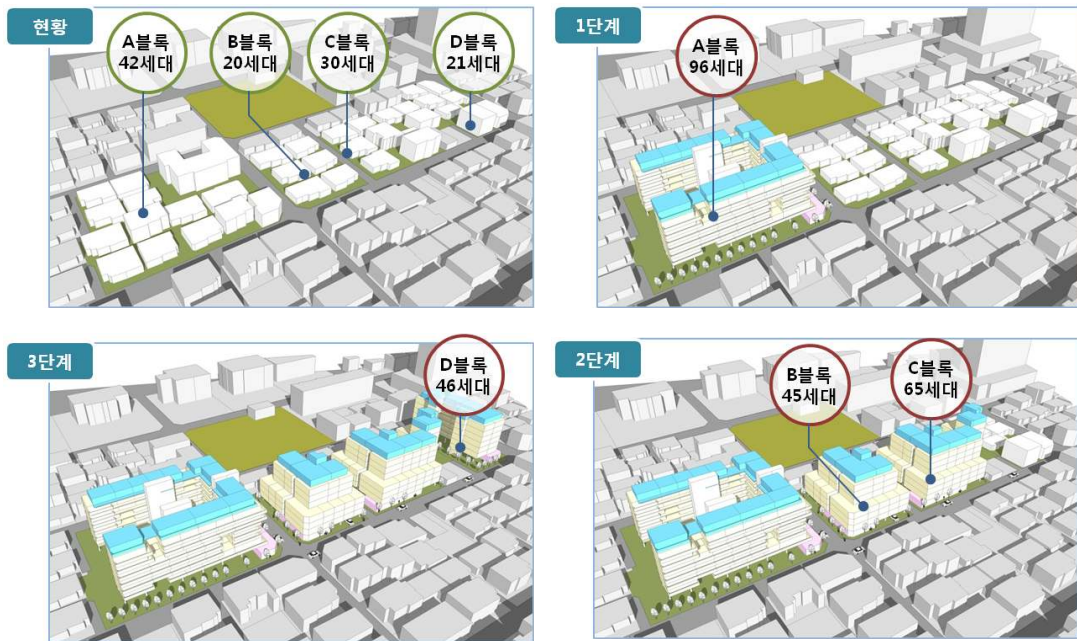 현황
A블록
42세대
B블록
20세대
C블록
30세대
D블록
21세대
1단계
A블록
96세대
3단계
D블록
46세대
2단계
B블록
45세대
C블록
65세대